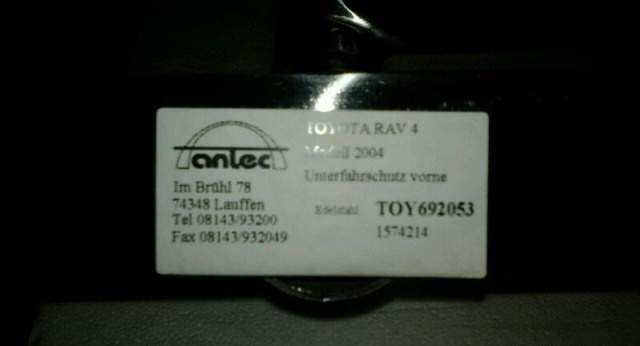 antec
Im Brühl 78
74348 Lauffen
Tel 08143/93200
Fax 08143/932049
TOYOTA RAV 4
Modell 2004
Unterfahrschutz vorne
Edelstahl TOY692053
1574214